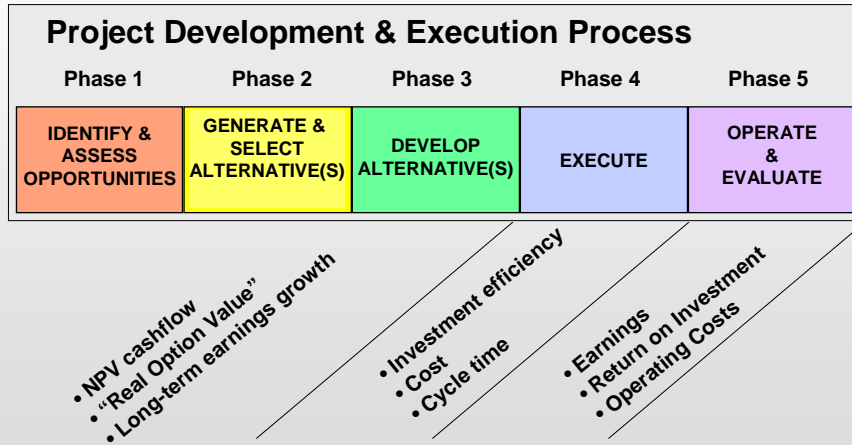 Project Development & Execution Process
Phase 1
Phase 2
Phase 3
Phase 4
Phase 5
IDENTIFY &
ASSESS
OPPORTUNITIES
GENERATE &
SELECT
ALTERNATIVE(S)
DEVELOP
ALTERNATIVE(S)
EXECUTE
OPERATE
&
EVALUATE
• NPV cashflow
• “Real Option Value”
• Long-term earnings growth
• Investment efficiency
• Cost
• Cycle time
• Earnings
• Return on Investment
• Operating Costs